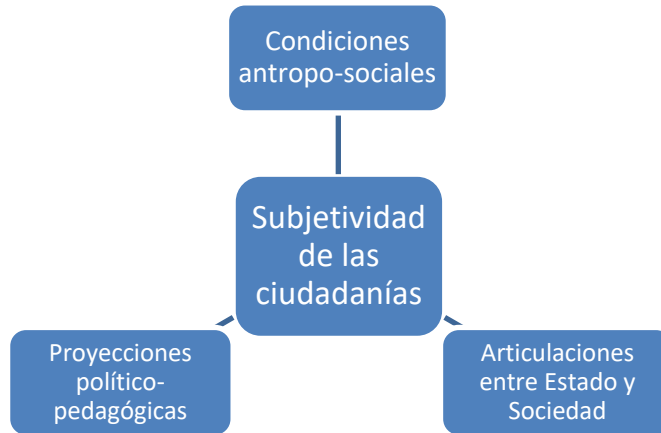 Condiciones
antropo-sociales
Subjetividad
de las
ciudadanías
Proyecciones
político-
pedagógicas
Articulaciones
entre Estado y
Sociedad